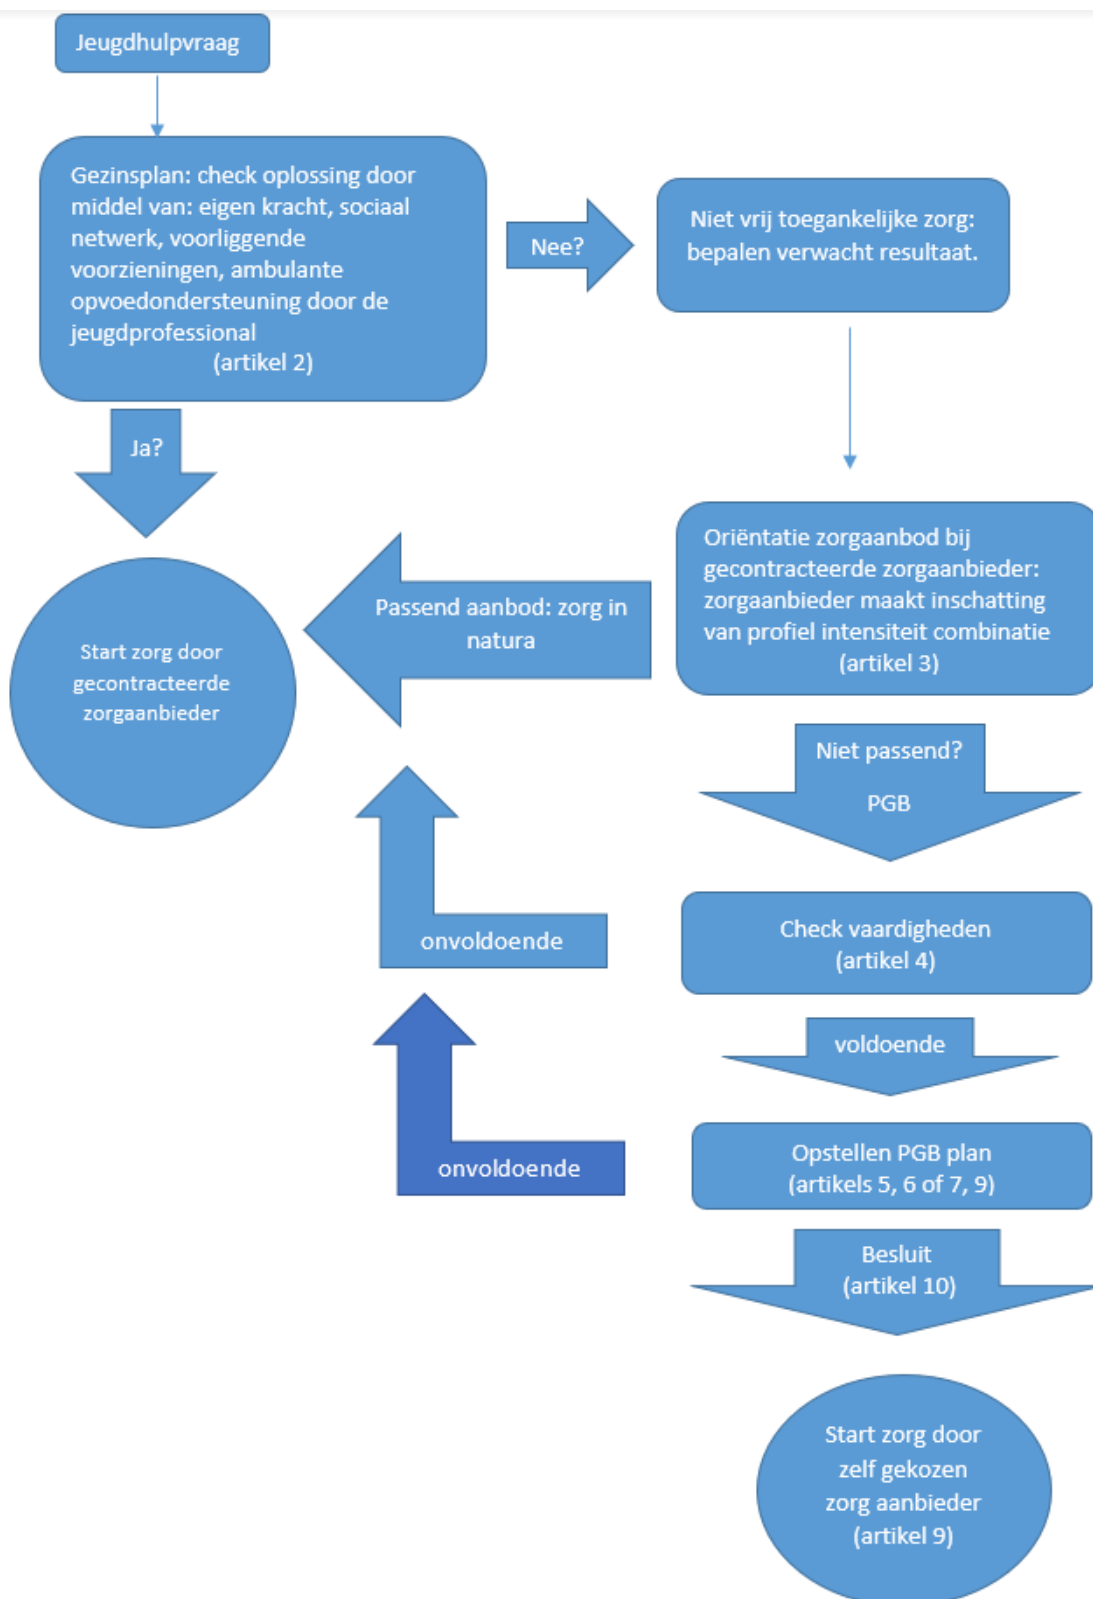 Jeugdhulpvraag
Gezinsplan: check oplossing door
middel van: eigen kracht, sociaal
netwerk, voorliggende
voorzieningen, ambulante
opvoedondersteuning door de
jeugdprofessional
(artikel 2)
Nee?
Niet vrij toegankelijke zorg:
bepalen verwacht resultaat.
Ja?
Oriëntatie zorgaanbod bij
gecontracteerde zorgaanbieder:
zorgaanbieder maakt inschatting
van profiel intensiteit combinatie
(artikel 3)
Passend aanbod: zorg in
natura
Start zorg door
gecontracteerde
zorgaanbieder
Niet passend?
PGB
Check vaardigheden
(artikel 4)
onvoldoende
voldoende
Opstellen PGB plan
(artikels 5, 6 of 7, 9)
onvoldoende
Besluit
(artikel 10)
Start zorg door
zelf gekozen
zorg aanbieder
(artikel 9)